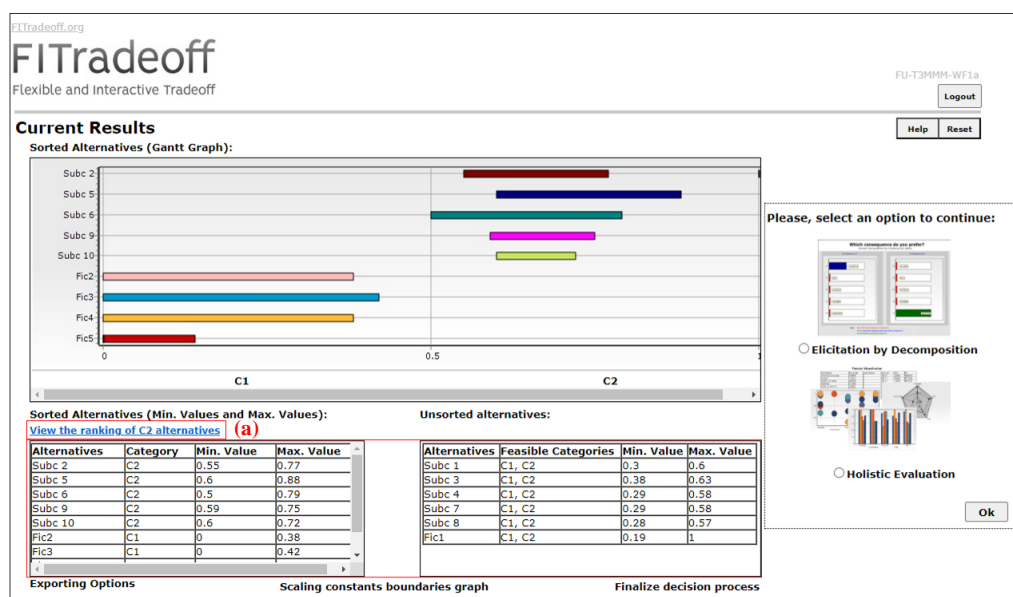 FITradeoff.org
FITradeoff
Flexible and Interactive Tradeoff
FU-T3MMM-WF1a
Logout
Current Results
Help Reset
Sorted Alternatives (Gantt Graph):
Subc 2
Subc 5
Subc 6
Subc 9
Subc 10
Fic2
Fic3
Fic4
Fic5
0 0.5 1
C1 C2
Please, select an option to continue:
Which consequence do you prefer?
Elicitation by Decomposition
Holistic Evaluation
Ok
Sorted Alternatives (Min. Values and Max. Values):
View the ranking of C2 alternatives (a)
Alternatives Category Min. Value Max. Value
Subc 2 C2 0.55 0.77
Subc 5 C2 0.6 0.88
Subc 6 C2 0.5 0.79
Subc 9 C2 0.59 0.75
Subc 10 C2 0.6 0.72
Fic2 C1 0 0.38
Fic3 C1 0 0.42
Unsorted alternatives:
Alternatives Feasible Categories Min. Value Max. Value
Subc 1 C1, C2 0.3 0.6
Subc 3 C1, C2 0.38 0.63
Subc 4 C1, C2 0.29 0.58
Subc 7 C1, C2 0.29 0.58
Subc 8 C1, C2 0.28 0.57
Fic1 C1, C2 0.19 1
Exporting Options
Scaling constants boundaries graph
Finalize decision process